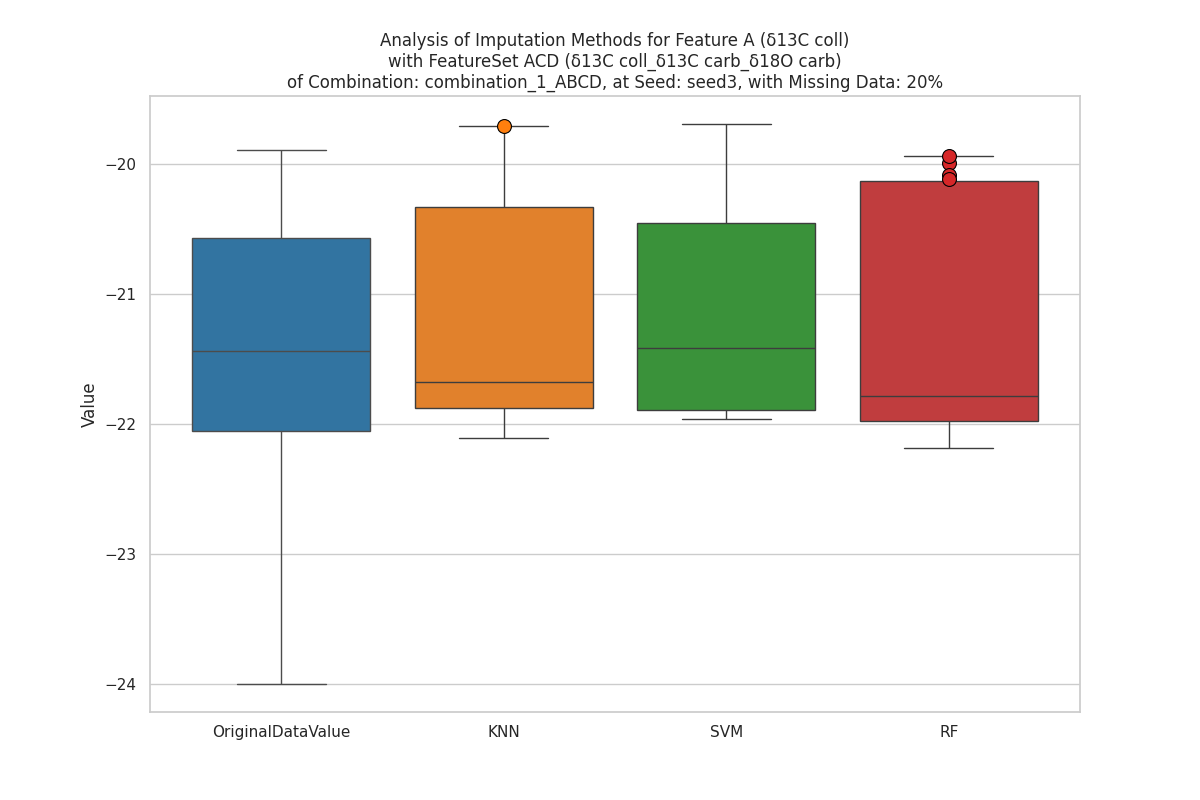 Analysis of Imputation Methods for Feature A (δ13C coll)
with FeatureSet ACD (δ13C coll_δ13C carb_δ18O carb)
of Combination: combination_1_ABCD, at Seed: seed3, with Missing Data: 20%
Value
−20
−21
−22
−23
−24
OriginalDataValue
KNN
SVM
RF